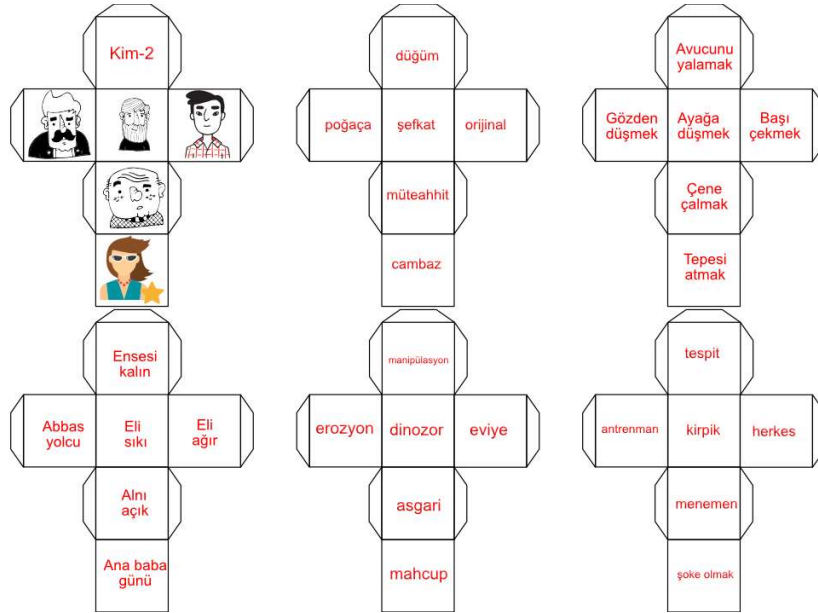 Kim-2
düğüm
poğaça
şefkat
orijinal
müteahhit
cambaz
Avucunu
yalamak
Gözden
düşmek
Ayağa
düşmek
Başı
çekmek
Çene
çalmak
Tepesi
atmak
Ensesi
kalın
Abbas
yolcu
Eli
sıkı
Eli
ağır
Alnı
açık
Ana baba
günü
manipülasyon
erozyon
dinozor
eviye
asgari
mahcup
tespit
antrenman
kirpik
herkes
menemen
şoke olmak